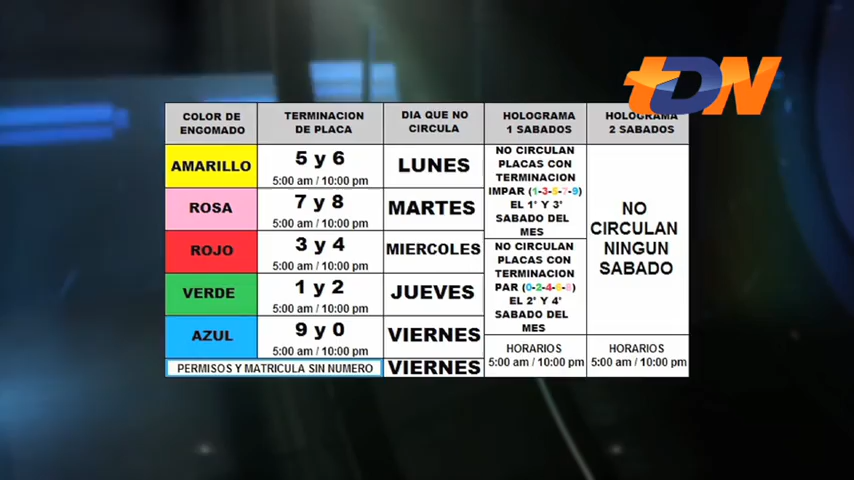 tDN
COLOR DE
ENGOMADO
TERMINACION
DE PLACA
DIA QUE NO
CIRCULA
HOLOGRAMA
1 SABADOS
HOLOGRAMA
2 SABADOS
AMARILLO
5 y 6
5:00 am / 10:00 pm
LUNES
ROSA
7 y 8
5:00 am / 10:00 pm
MARTES
ROJO
3 y 4
5:00 am / 10:00 pm
MIERCOLES
VERDE
1 y 2
5:00 am / 10:00 pm
JUEVES
AZUL
9 y 0
5:00 am / 10:00 pm
VIERNES
PERMISOS Y MATRICULA SIN NUMERO
VIERNES
NO CIRCULAN
PLACAS CON
TERMINACION
IMPAR (1-3-5-7-9)
EL 1° Y 3°
SABADO DEL
MES
NO CIRCULAN
PLACAS CON
TERMINACION
PAR (0-2-4-6-8)
EL 2° Y 4°
SABADO DEL
MES
HORARIOS
5:00 am / 10:00 pm
NO
CIRCULAN
NINGUN
SABADO
HORARIOS
5:00 am / 10:00 pm